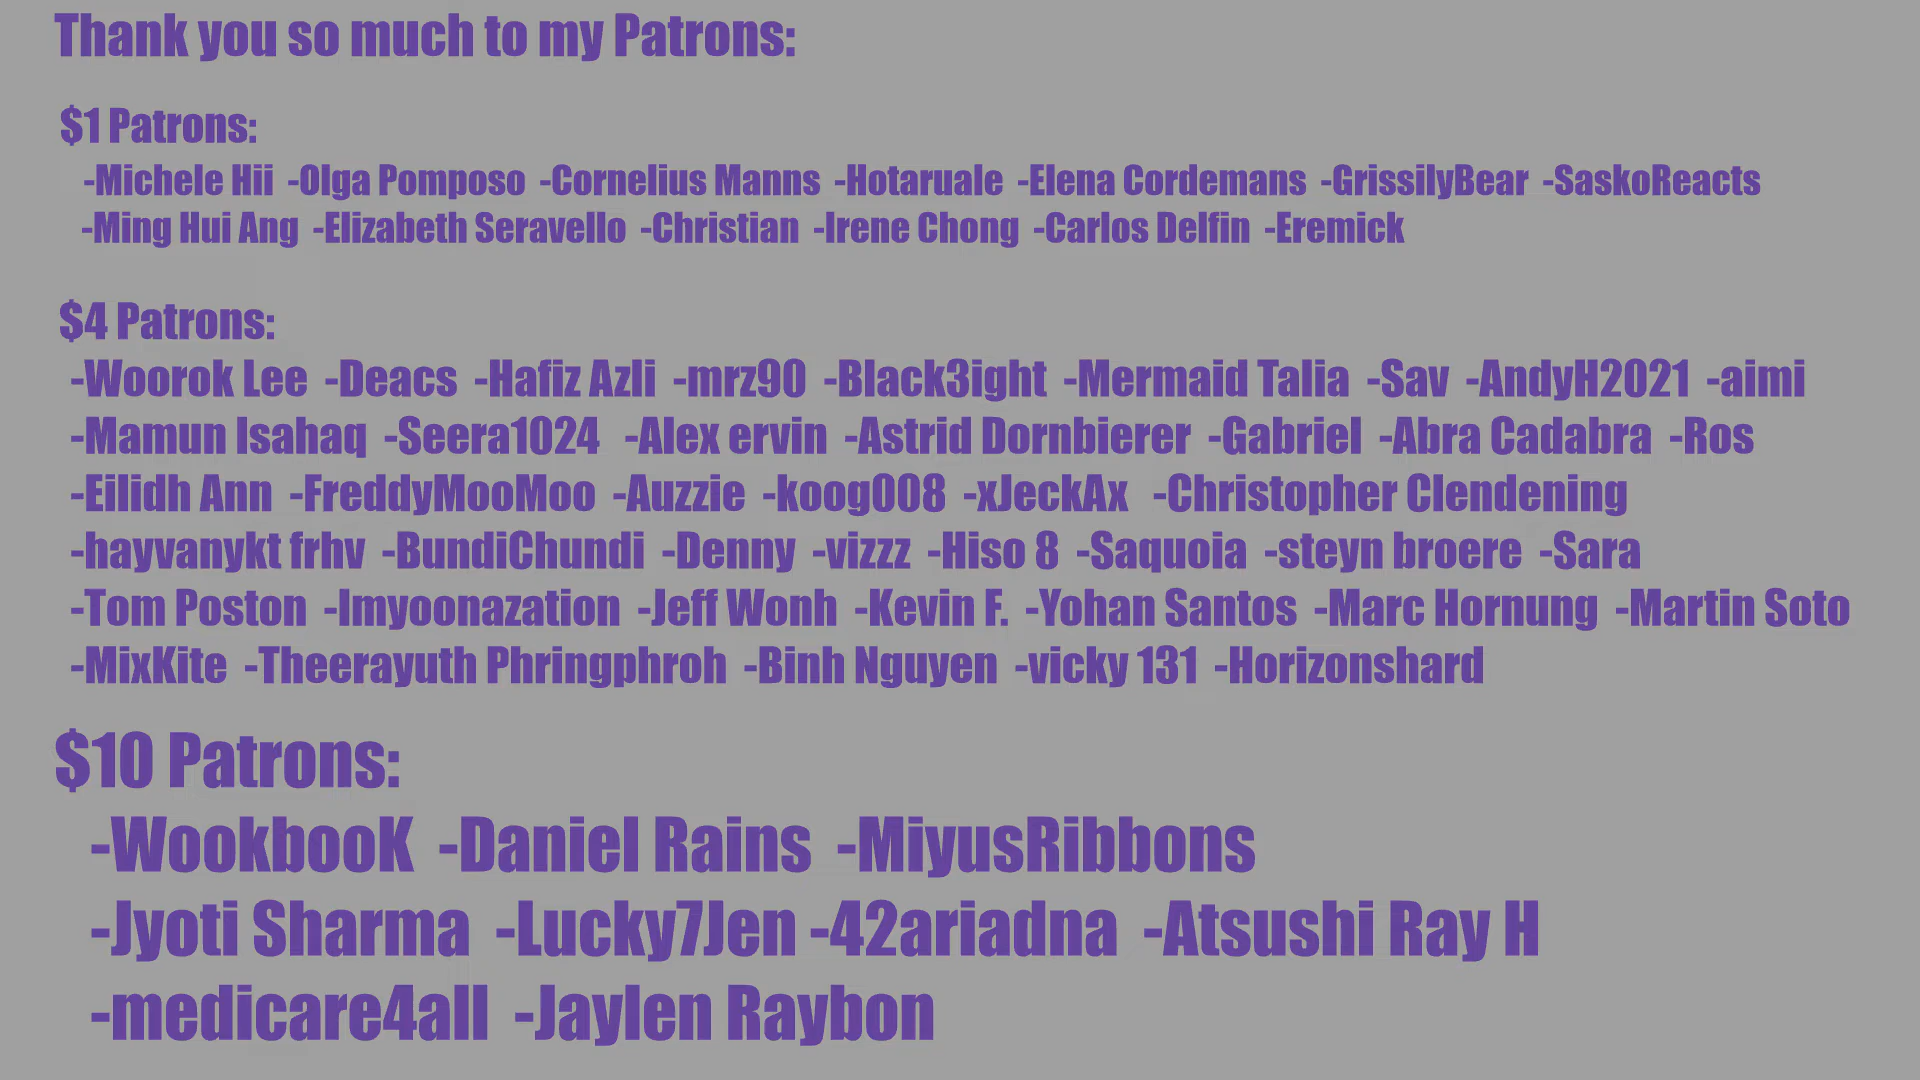 Thank you so much to my Patrons:
$1 Patrons:
-Michele Hii -Olga Pomposo -Cornelius Manns -Hotaruale -Elena Cordemans -GrissilyBear -SaskoReacts
-Ming Hui Ang -Elizabeth Seravello -Christian -Irene Chong -Carlos Delfin -Eremick
$4 Patrons:
-Woorok Lee -Deacs -Hafiz Azli -mrz90 -Black3ight -Mermaid Talia -Sav -AndyH2021 -aimi
-Mamun Isahaq -Seera1024 -Alex ervin -Astrid Dornbierer -Gabriel -Abra Cadabra -Ros
-Eilidh Ann -FreddyMooMoo -Auzzie -koog008 -xJeckAx -Christopher Clendening
-hayvanykt frhv -BundiChundi -Denny -vizzz -Hiso 8 -Saquoia -steyn broere -Sara
-Tom Poston -Imyoonazation -Jeff Wonh -Kevin F. -Yohan Santos -Marc Hornung -Martin Soto
-MixKite -Theerayuth Phringphroh -Binh Nguyen -vicky 131 -Horizonshard
$10 Patrons:
-WookbooK -Daniel Rains -MiyusRibbons
-Jyoti Sharma -Lucky7Jen -42ariadna -Atsushi Ray H
-medicare4all -Jaylen Raybon